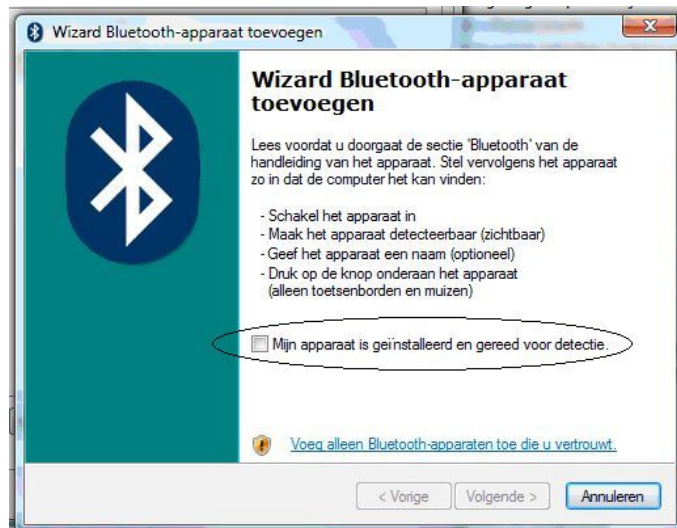 Wizard Bluetooth-apparaat toevoegen
Wizard Bluetooth-apparaat
toevoegen
Lees voordat u doorgaat de sectie 'Bluetooth' van de
handleiding van het apparaat. Stel vervolgens het apparaat
zo in dat de computer het kan vinden:
- Schakel het apparaat in
- Maak het apparaat detecteerbaar (zichtbaar)
- Geef het apparaat een naam (optioneel)
- Druk op de knop onderaan het apparaat
(alleen toetsenborden en muizen)
Mijn apparaat is geïnstalleerd en gereed voor detectie.
Voeg alleen Bluetooth-apparaten toe die u vertrouwt.
< Vorige Volgende > Annuleren